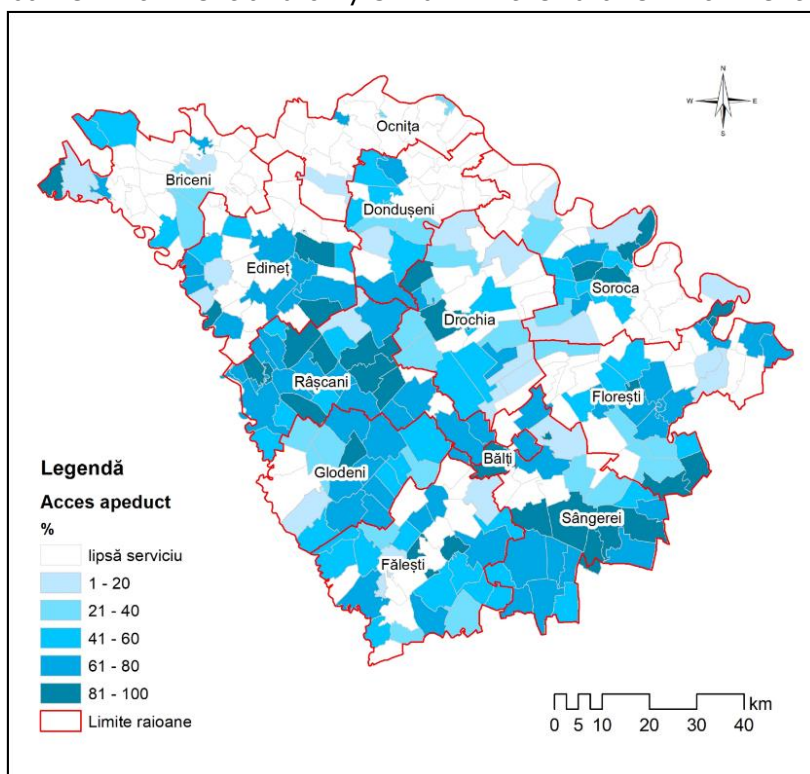 N
W E
S
Ocnița
Briceni
Dondușeni
Edineț
Soroca
Drochia
Râșcani
Florești
Bălți
Glodeni
Sângerei
Fălești
Legendă
Acces apeduct
%
lipsă serviciu
1 - 20
21 - 40
41 - 60
61 - 80
81 - 100
Limite raioane
km
0 5 10 20 30 40